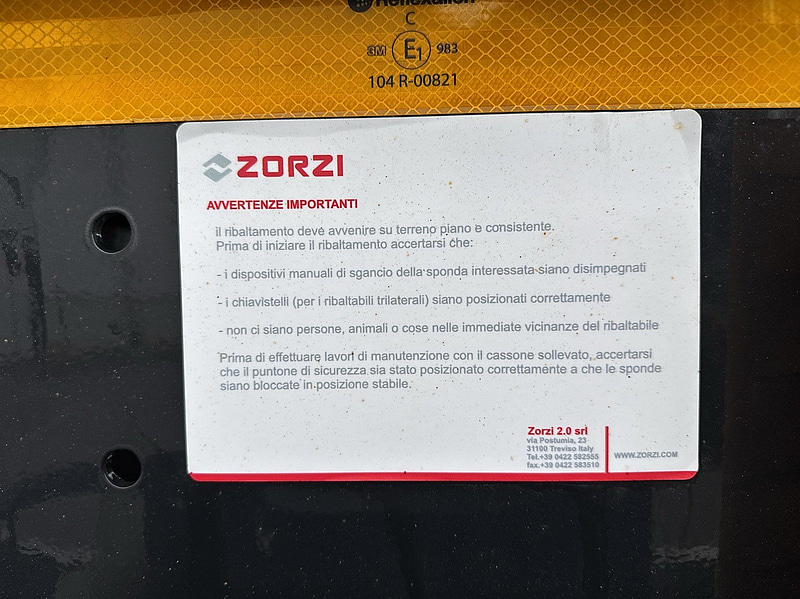 C
3M E1 983
104 R-00821
ZORZI
AVVERTENZE IMPORTANTI
il ribaltamento deve avvenire su terreno piano e consistente.
Prima di iniziare il ribaltamento accertarsi che:
- i dispositivi manuali di sgancio della sponda interessata siano disimpegnati
- i chiavistelli (per i ribaltabili trilaterali) siano posizionati correttamente
- non ci siano persone, animali o cose nelle immediate vicinanze del ribaltabile
Prima di effettuare lavori di manutenzione con il cassone sollevato, accertarsi
che il puntone di sicurezza sia stato posizionato correttamente a che le sponde
siano bloccate in posizione stabile.
Zorzi 2.0 srl
via Postumia, 23
31100 Treviso Italy
Tel.+39 0422 582555
fax.+39 0422 583510
WWW.ZORZI.COM